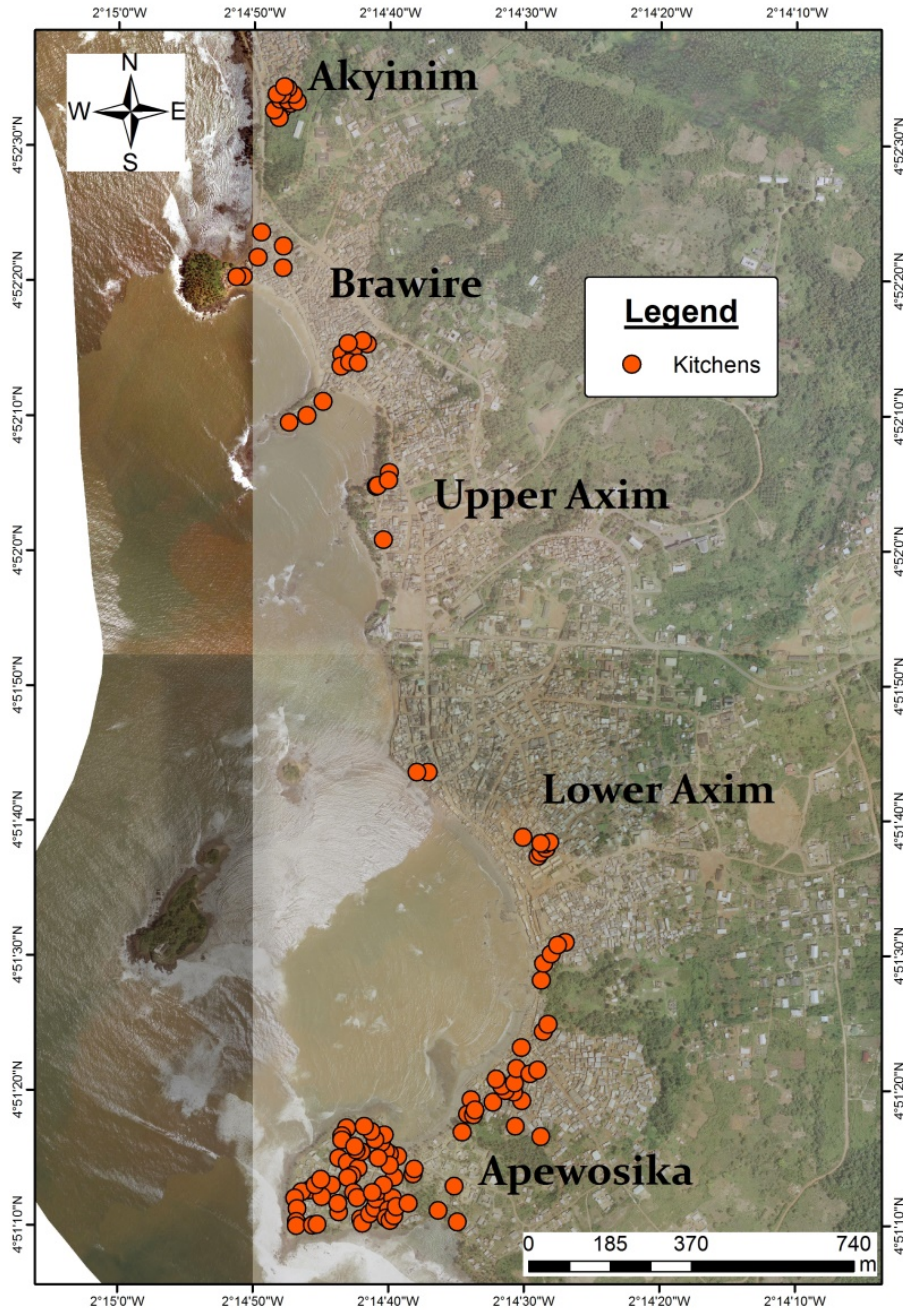 2°15'0"W 2°14'50"W 2°14'40"W 2°14'30"W 2°14'20"W 2°14'10"W
N
W E
S
Akyinim
4°52'30"N 4°52'30"N
4°52'20"N 4°52'20"N
Brawire
Legend
Kitchens
4°52'10"N 4°52'10"N
Upper Axim
4°52'0"N 4°52'0"N
4°51'50"N 4°51'50"N
Lower Axim
4°51'40"N 4°51'40"N
4°51'30"N 4°51'30"N
4°51'20"N 4°51'20"N
Apewosika
4°51'10"N 4°51'10"N
0 185 370 740
m
2°15'0"W 2°14'50"W 2°14'40"W 2°14'30"W 2°14'20"W 2°14'10"W